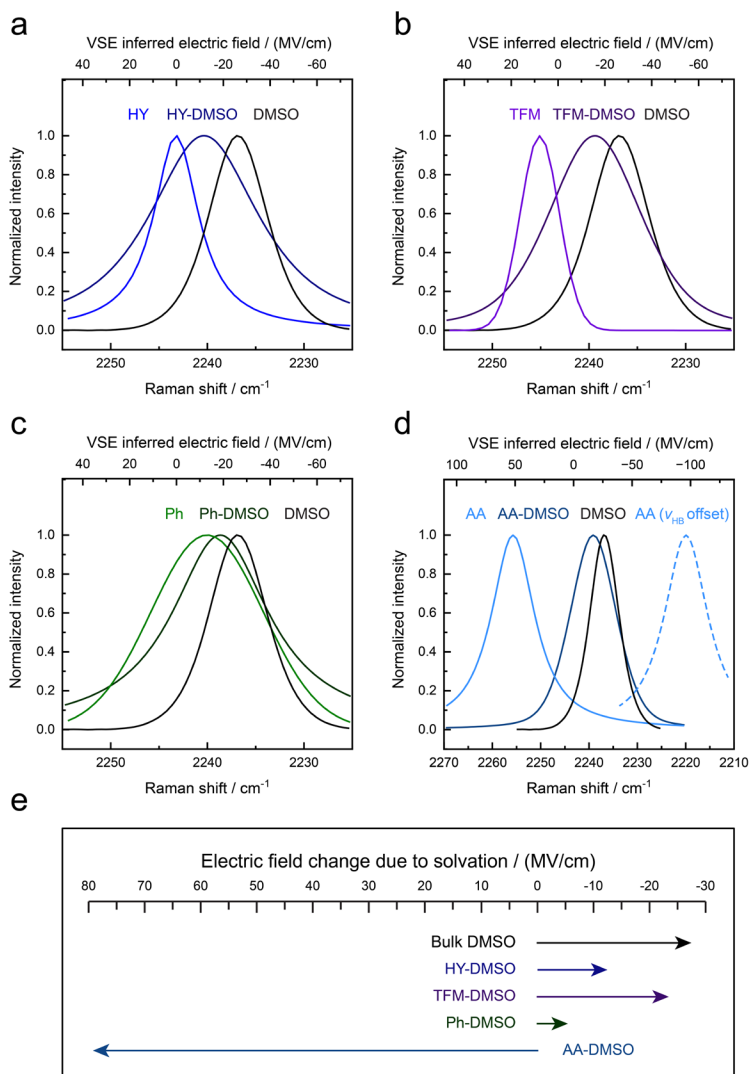 a
VSE inferred electric field / (MV/cm)
40 20 0 -20 -40 -60
HY HY-DMSO DMSO
1.0
0.8
0.6
0.4
0.2
0.0
Normalized intensity
2250 2240 2230
Raman shift / cm-1
b
VSE inferred electric field / (MV/cm)
40 20 0 -20 -40 -60
TFM TFM-DMSO DMSO
1.0
0.8
0.6
0.4
0.2
0.0
Normalized intensity
2250 2240 2230
Raman shift / cm-1
c
VSE inferred electric field / (MV/cm)
40 20 0 -20 -40 -60
Ph Ph-DMSO DMSO
1.0
0.8
0.6
0.4
0.2
0.0
Normalized intensity
2250 2240 2230
Raman shift / cm-1
d
VSE inferred electric field / (MV/cm)
100 50 0 -50 -100
AA AA-DMSO DMSO AA (νHB offset)
1.0
0.8
0.6
0.4
0.2
0.0
Normalized intensity
2270 2260 2250 2240 2230 2220 2210
Raman shift / cm-1
e
Electric field change due to solvation / (MV/cm)
80 70 60 50 40 30 20 10 0 -10 -20 -30
Bulk DMSO
HY-DMSO
TFM-DMSO
Ph-DMSO
AA-DMSO